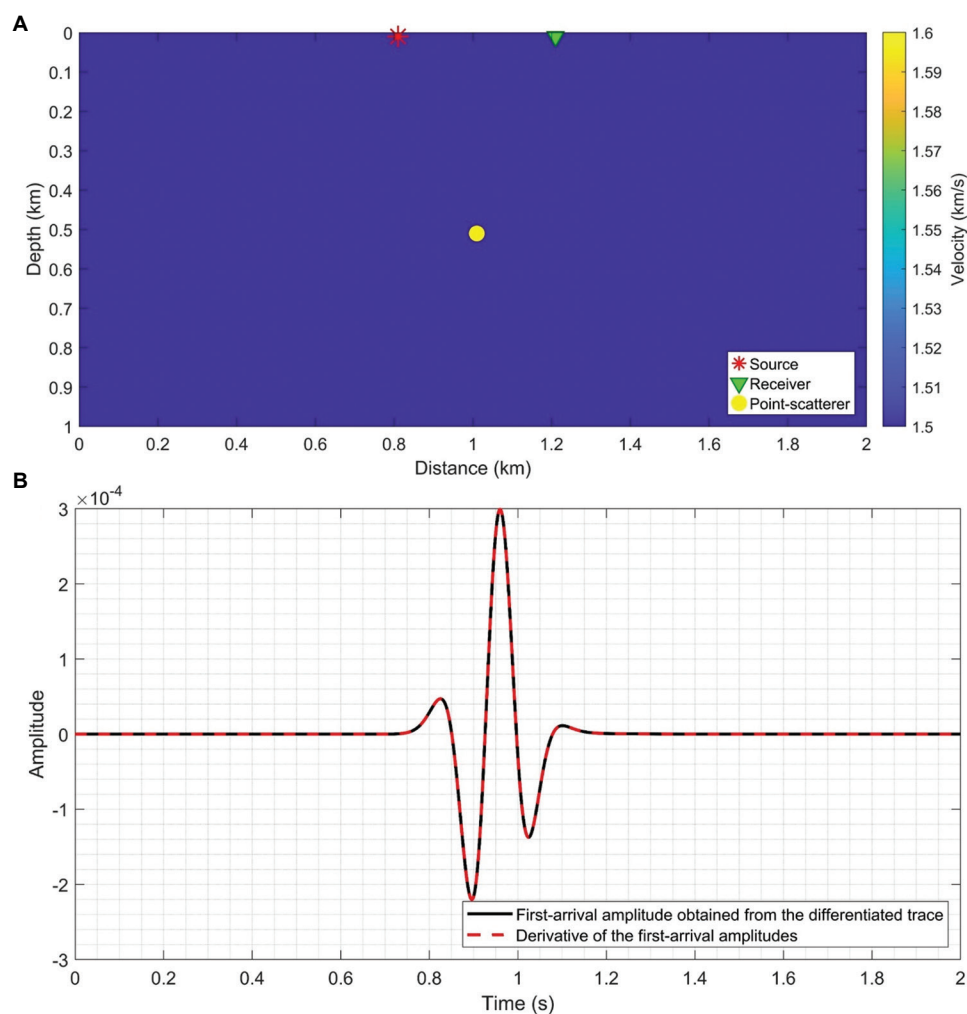 A
0
0.1
0.2
0.3
0.4
0.5
0.6
0.7
0.8
0.9
1
Depth (km)
0 0.2 0.4 0.6 0.8 1 1.2 1.4 1.6 1.8 2
Distance (km)
Source
Receiver
Point-scatterer
1.6
1.59
1.58
1.57
1.56
1.55
1.54
1.53
1.52
1.51
1.5
Velocity (km/s)
B
×10-4
3
2
1
0
-1
-2
-3
Amplitude
First-arrival amplitude obtained from the differentiated trace
Derivative of the first-arrival amplitudes
0 0.2 0.4 0.6 0.8 1 1.2 1.4 1.6 1.8 2
Time (s)